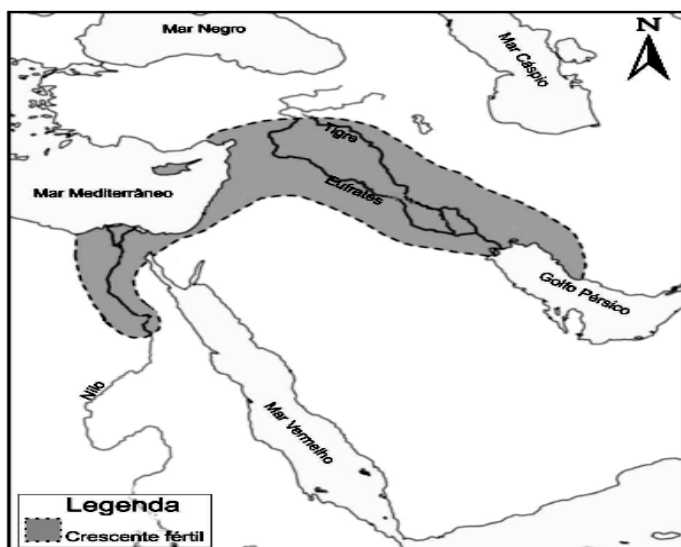 Mar Negro
N
Mar Cáspio
Tigre
Mar Mediterrâneo
Eufrates
Golfo Pérsico
Nilo
Mar Vermelho
Legenda
Crescente fértil